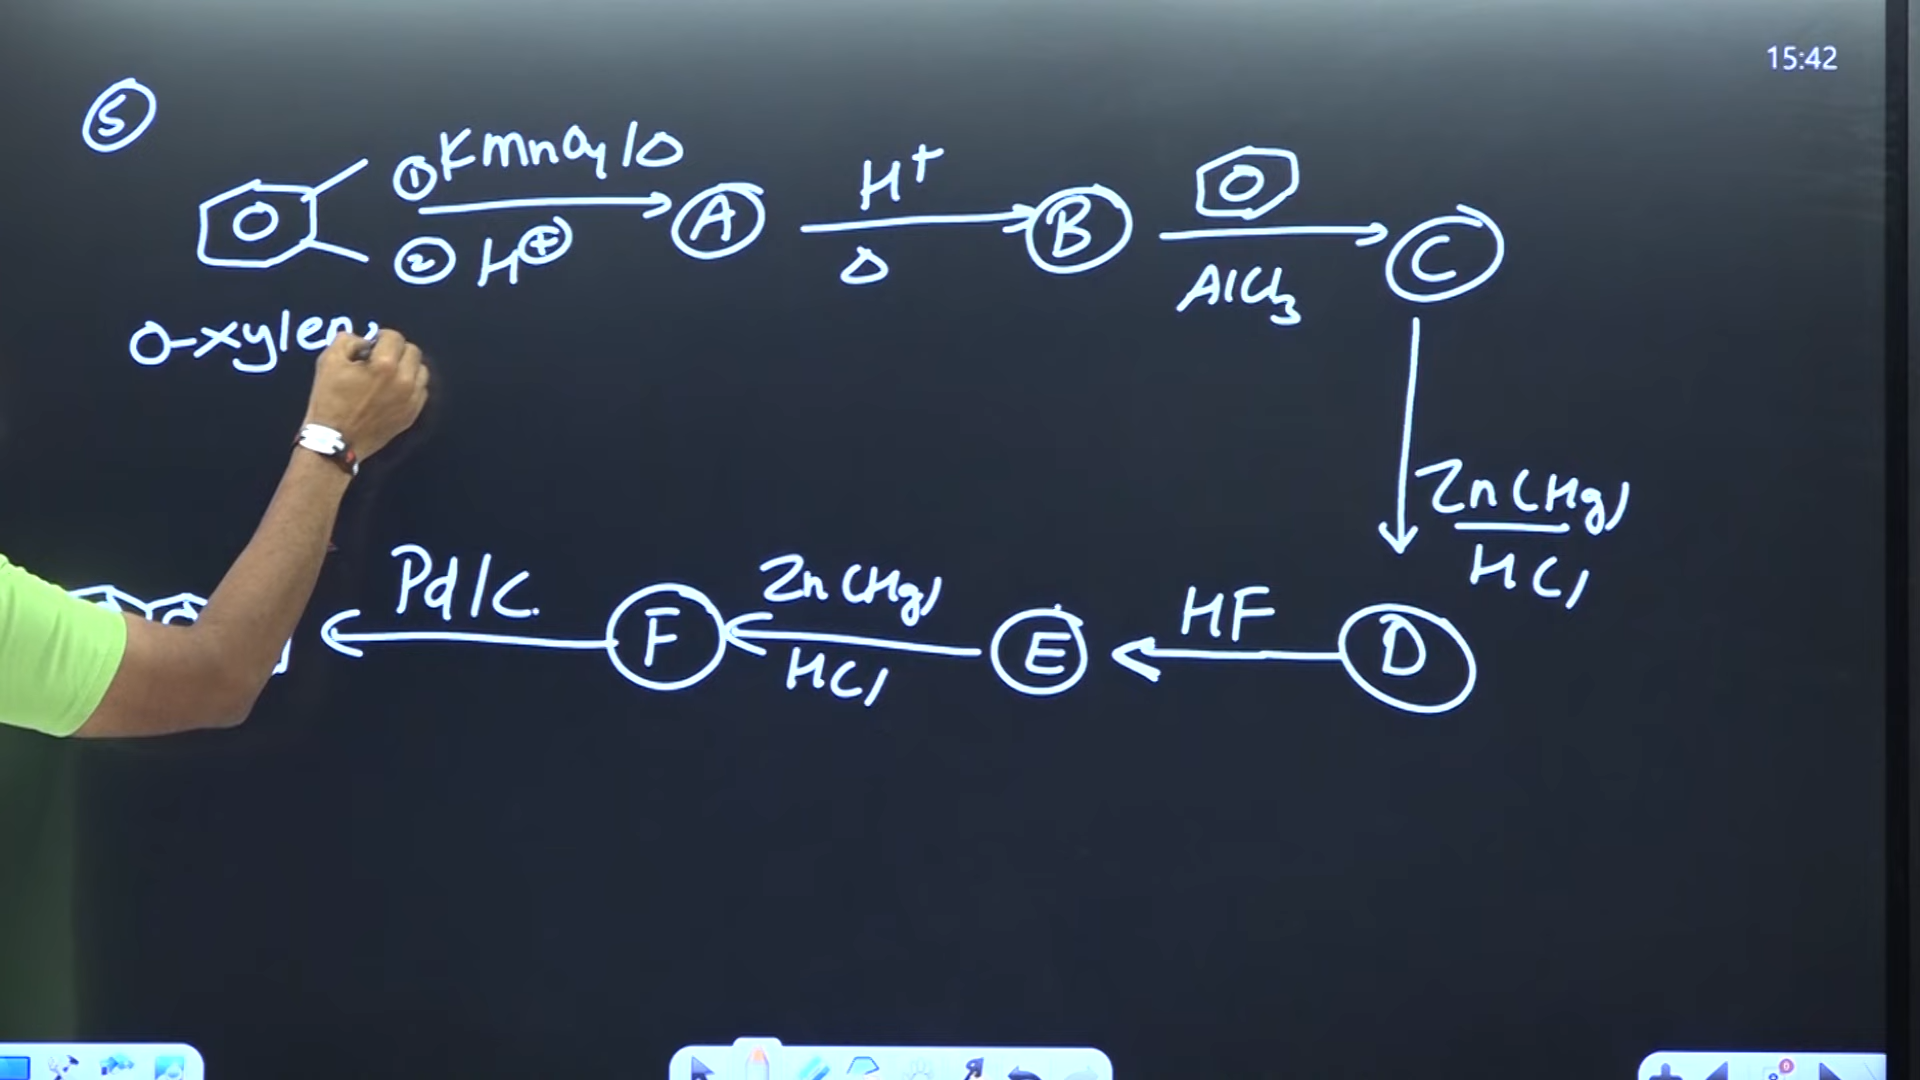 15:42
5
① KMnO4/Δ
② H⊕
A
H+
Δ
B
AlCl3
C
O-xylen
Zn(Hg)
HCl
D
HF
E
Zn(Hg)
HCl
F
Pd/C.